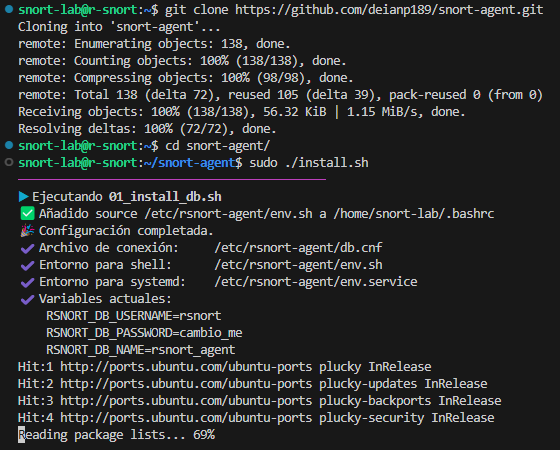 snort-lab@r-snort:~$ git clone https://github.com/deianp189/snort-agent.git
Cloning into 'snort-agent'...
remote: Enumerating objects: 138, done.
remote: Counting objects: 100% (138/138), done.
remote: Compressing objects: 100% (98/98), done.
remote: Total 138 (delta 72), reused 105 (delta 39), pack-reused 0 (from 0)
Receiving objects: 100% (138/138), 56.32 KiB | 1.15 MiB/s, done.
Resolving deltas: 100% (72/72), done.
snort-lab@r-snort:~$ cd snort-agent/
snort-lab@r-snort:~/snort-agent$ sudo ./install.sh
▶ Ejecutando 01_install_db.sh
✅ Añadido source /etc/rsnort-agent/env.sh a /home/snort-lab/.bashrc
🎉 Configuración completada.
✔ Archivo de conexión: /etc/rsnort-agent/db.cnf
✔ Entorno para shell: /etc/rsnort-agent/env.sh
✔ Entorno para systemd: /etc/rsnort-agent/env.service
✔ Variables actuales:
RSNORT_DB_USERNAME=rsnort
RSNORT_DB_PASSWORD=cambio_me
RSNORT_DB_NAME=rsnort_agent
Hit:1 http://ports.ubuntu.com/ubuntu-ports plucky InRelease
Hit:2 http://ports.ubuntu.com/ubuntu-ports plucky-updates InRelease
Hit:3 http://ports.ubuntu.com/ubuntu-ports plucky-backports InRelease
Hit:4 http://ports.ubuntu.com/ubuntu-ports plucky-security InRelease
Reading package lists... 69%